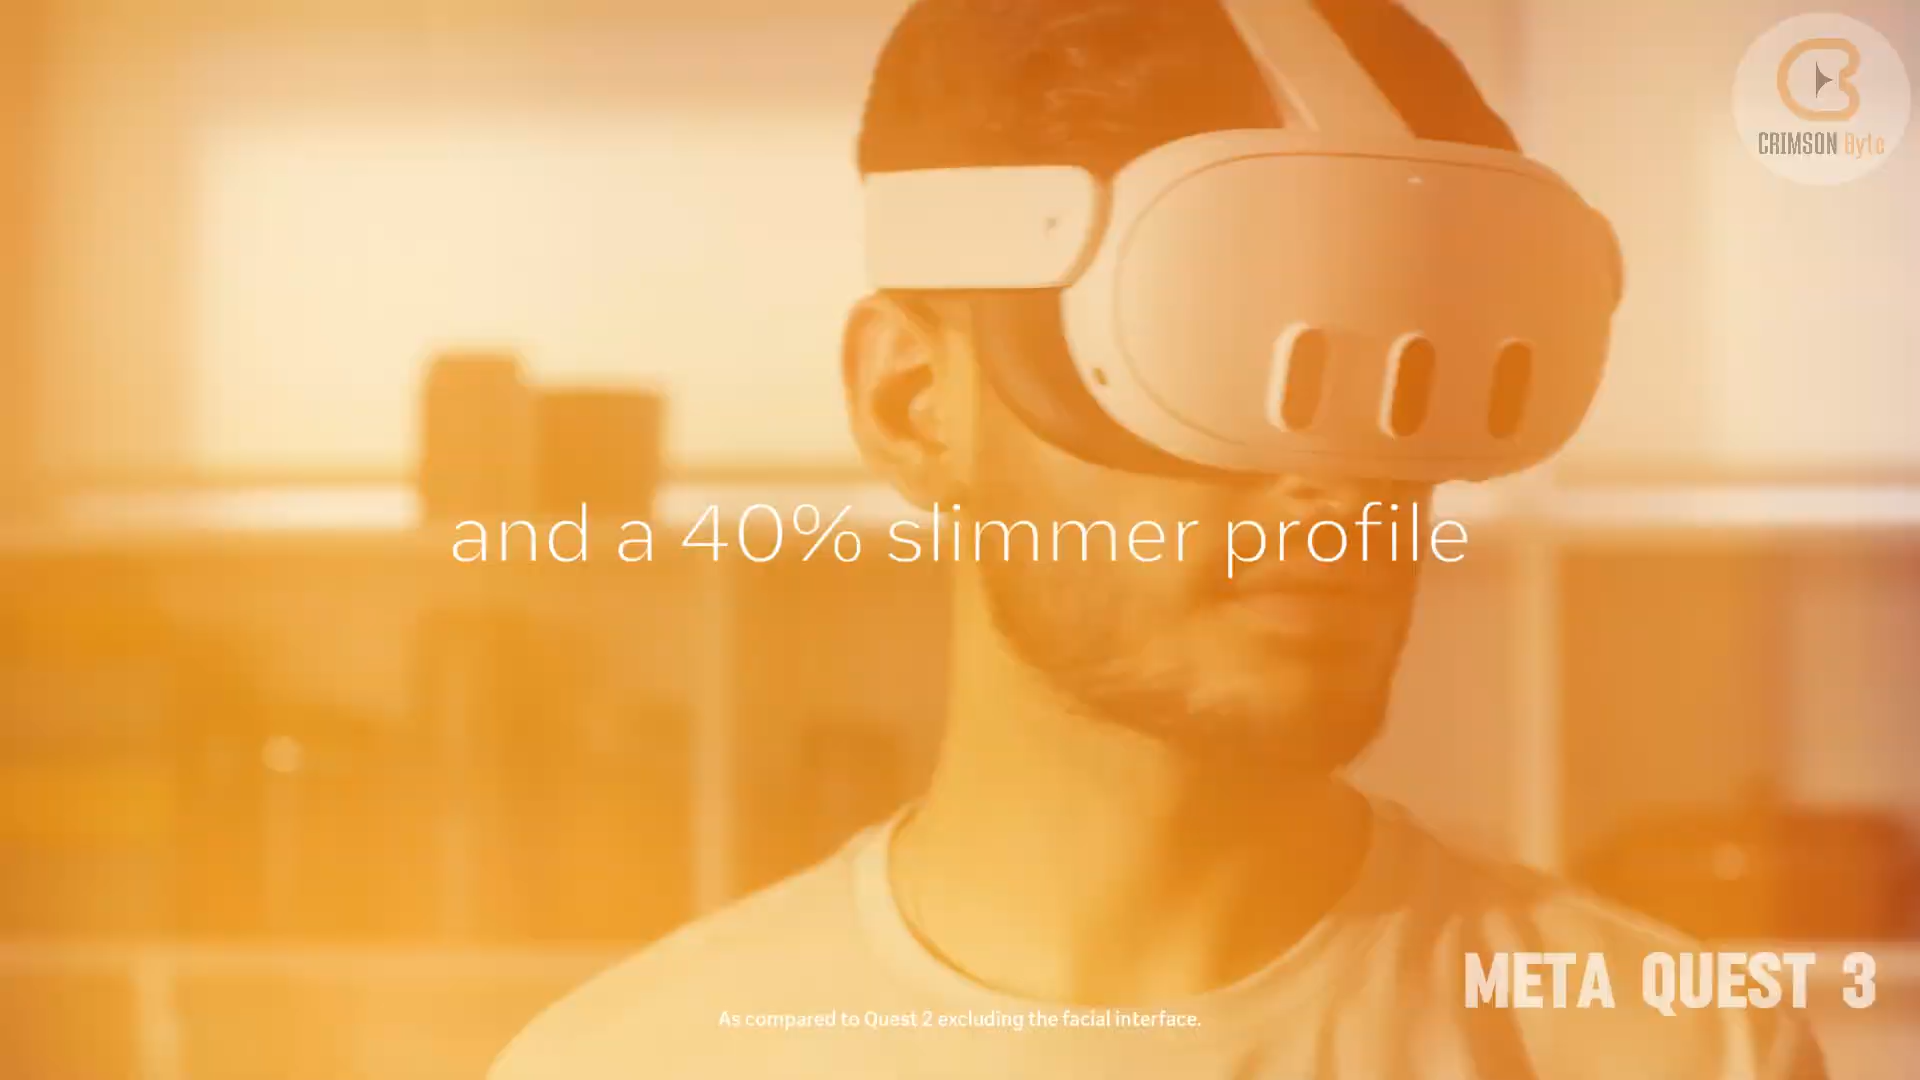 CRIMSON Byte
and a 40% slimmer profile
META QUEST 3
As compared to Quest 2 excluding the facial interface.